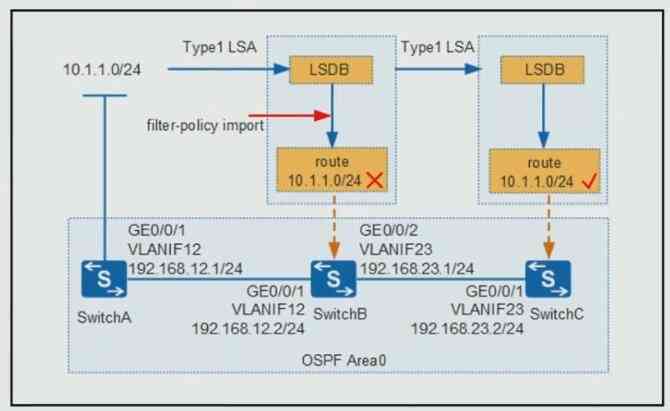 Type1 LSA
Type1 LSA
10.1.1.0/24
LSDB
LSDB
filter-policy import
route
10.1.1.0/24
route
10.1.1.0/24
GE0/0/1
VLANIF12
192.168.12.1/24
GE0/0/2
VLANIF23
192.168.23.1/24
S
SwitchA
GE0/0/1
VLANIF12
192.168.12.2/24
S
SwitchB
GE0/0/1
VLANIF23
192.168.23.2/24
S
SwitchC
OSPF Area0